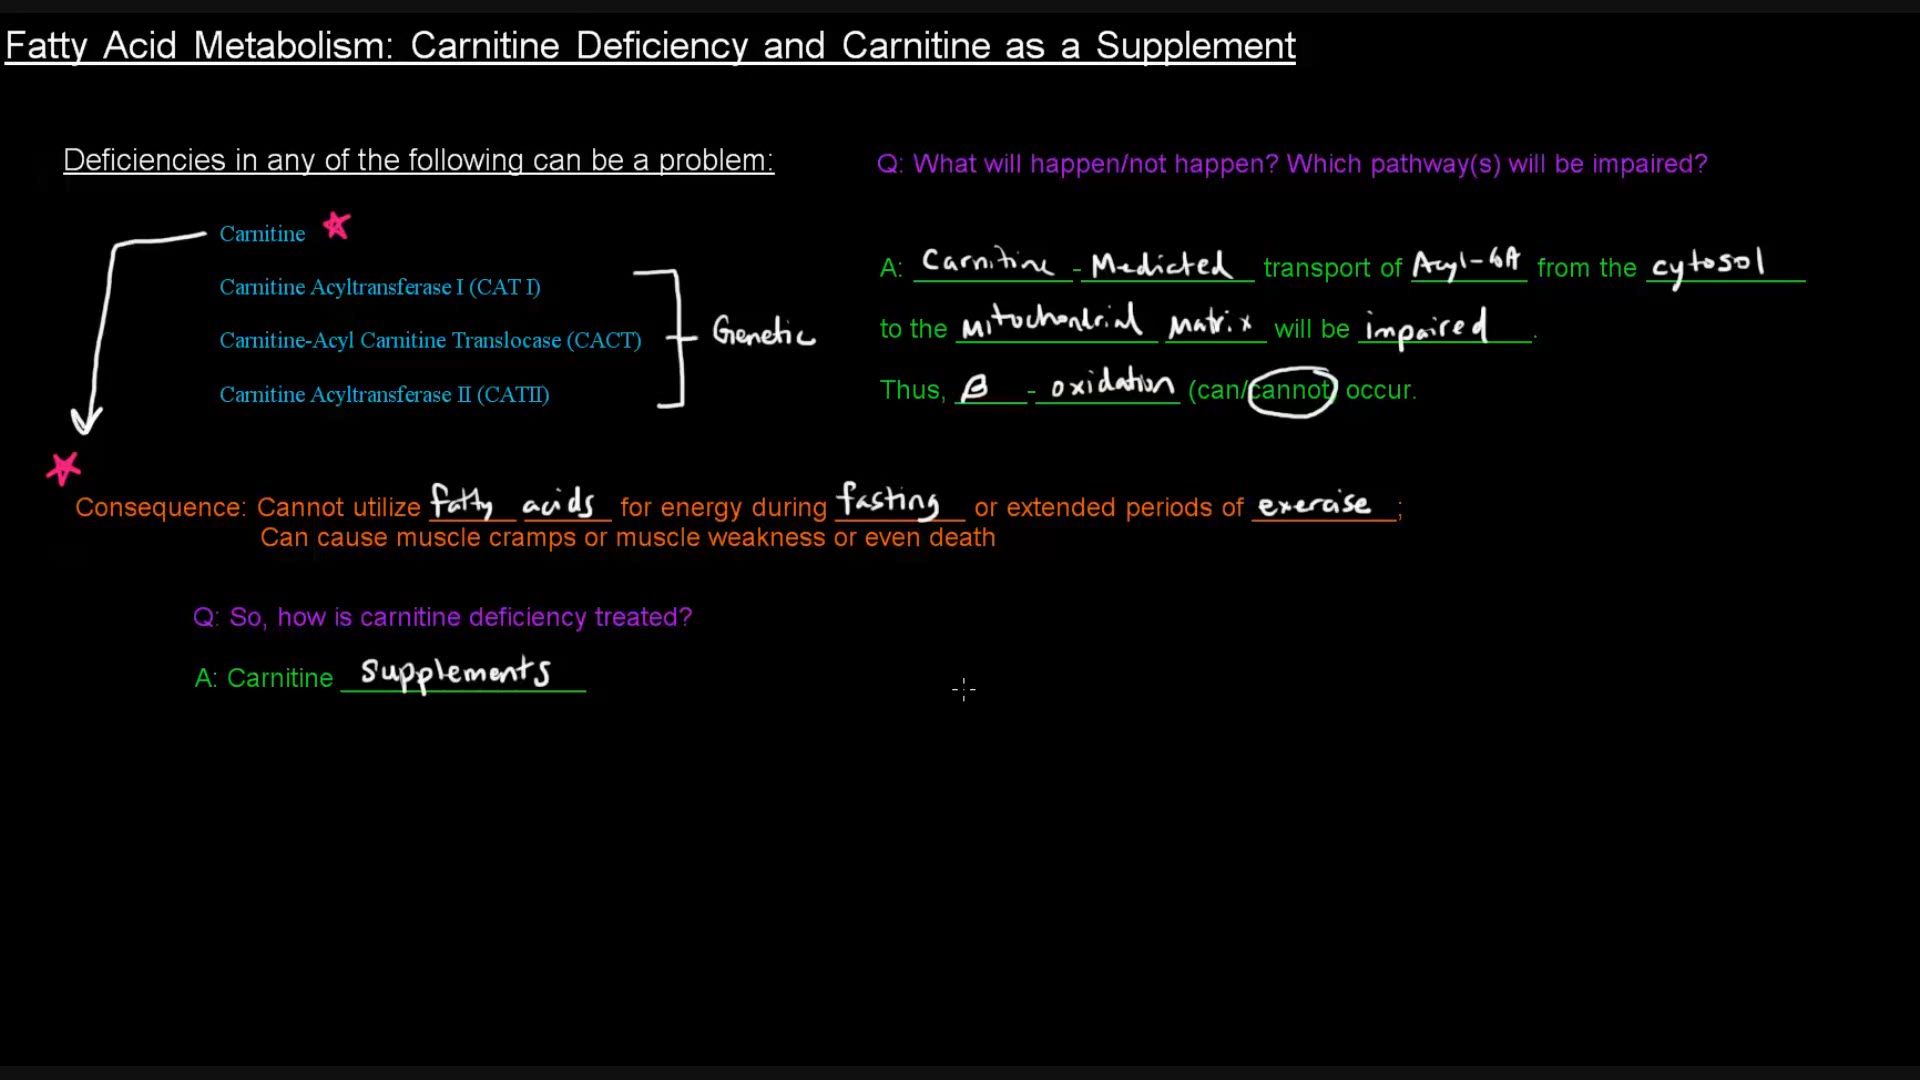 Fatty Acid Metabolism: Carnitine Deficiency and Carnitine as a Supplement
Deficiencies in any of the following can be a problem:
Carnitine
Carnitine Acyltransferase I (CAT I)
Carnitine-Acyl Carnitine Translocase (CACT)
Carnitine Acyltransferase II (CATII)
Genetic
Q: What will happen/not happen? Which pathway(s) will be impaired?
A: Carnitine - Mediated transport of Acyl-CoA from the cytosol
to the Mitochondrial Matrix will be impaired.
Thus, β - oxidation (can/cannot) occur.
Consequence: Cannot utilize fatty acids for energy during fasting or extended periods of exercise;
Can cause muscle cramps or muscle weakness or even death
Q: So, how is carnitine deficiency treated?
A: Carnitine supplements